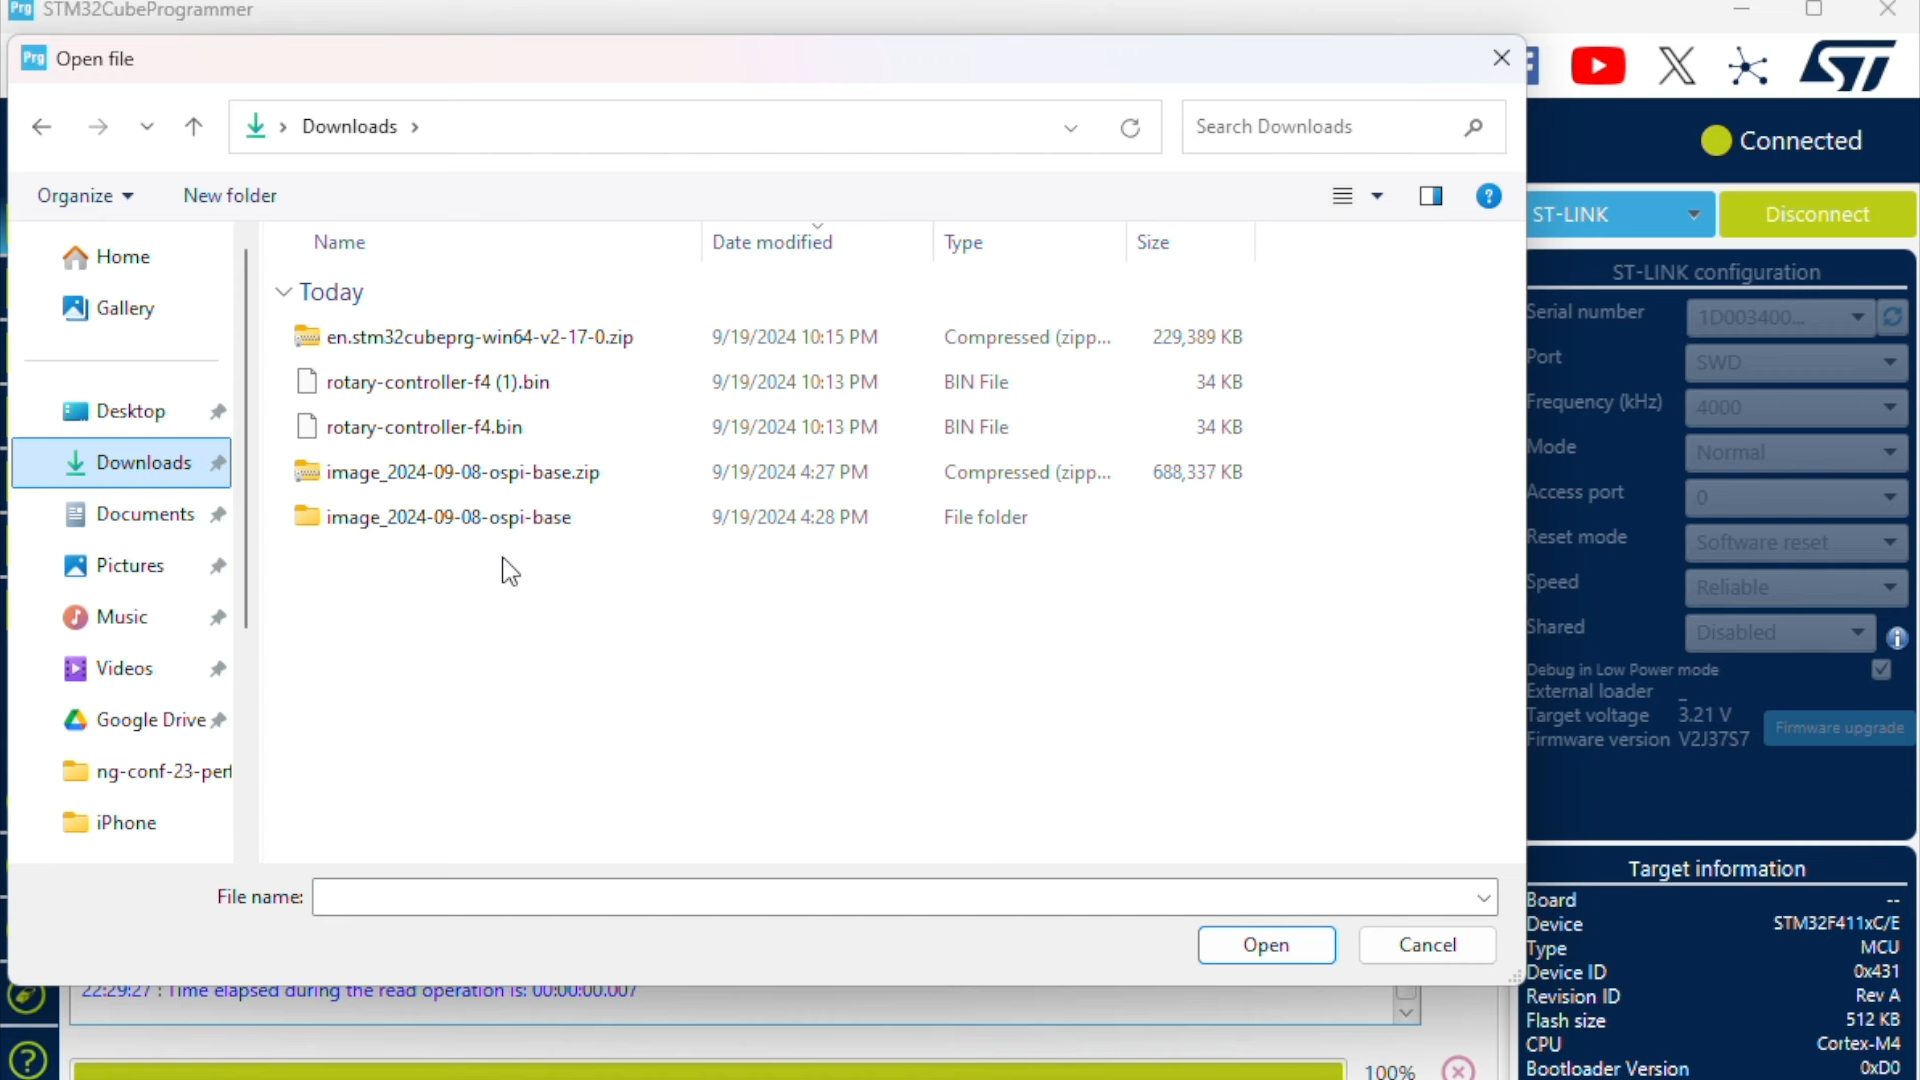 Prg STM32CubeProgrammer
Prg Open file
Downloads
Search Downloads
Organize
New folder
?
Connected
ST-LINK
Disconnect
Name
Date modified
Type
Size
Home
Gallery
Desktop
Downloads
Documents
Pictures
Music
Videos
Google Drive
ng-conf-23-perf
iPhone
Today
en.stm32cubeprg-win64-v2-17-0.zip 9/19/2024 10:15 PM Compressed (zipp... 229,389 KB
rotary-controller-f4 (1).bin 9/19/2024 10:13 PM BIN File 34 KB
rotary-controller-f4.bin 9/19/2024 10:13 PM BIN File 34 KB
image_2024-09-08-ospi-base.zip 9/19/2024 4:27 PM Compressed (zipp... 688,337 KB
image_2024-09-08-ospi-base 9/19/2024 4:28 PM File folder
ST-LINK configuration
Serial number 1D003400...
Port SWD
Frequency (kHz) 4000
Mode Normal
Access port 0
Reset mode Software reset
Speed Reliable
Shared Disabled
Debug in Low Power mode
External loader _
Target voltage 3.21 V
Firmware version V2J37S7
Firmware upgrade
File name:
Open
Cancel
Target information
Board --
Device STM32F411xC/E
Type MCU
Device ID 0x431
Revision ID Rev A
Flash size 512 KB
CPU Cortex-M4
Bootloader Version 0xD0
22:29:27 : Time elapsed during the read operation is: 00:00:00.007
?
100%